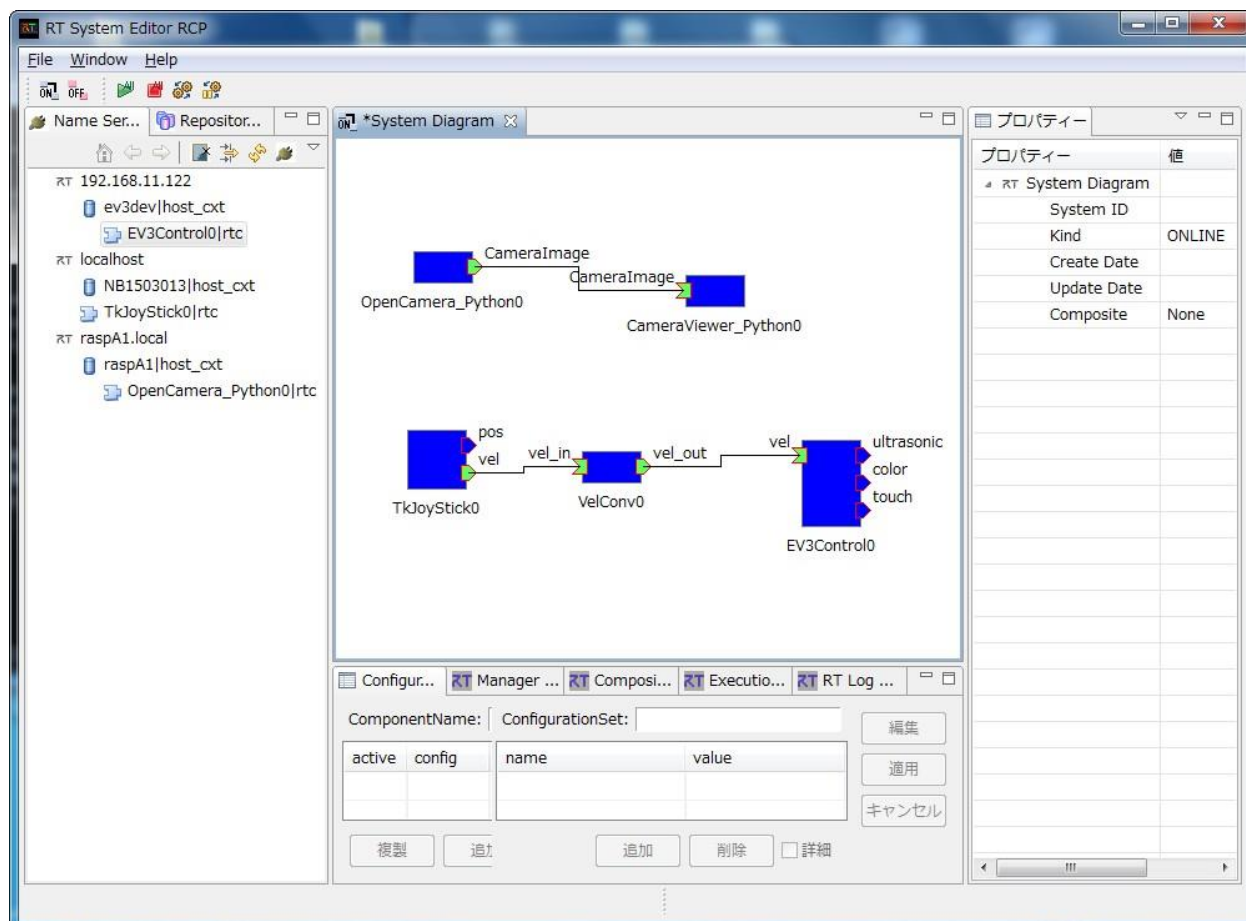 RT System Editor RCP
File Window Help
ON OFF
Name Ser... Repositor...
RT 192.168.11.122
ev3dev|host_cxt
EV3Control0|rtc
RT localhost
NB1503013|host_cxt
TkJoyStick0|rtc
RT raspA1.local
raspA1|host_cxt
OpenCamera_Python0|rtc
ON *System Diagram
CameraImage
OpenCamera_Python0
CameraImage
CameraViewer_Python0
pos
vel
TkJoyStick0
vel_in
vel_out
VelConv0
vel
ultrasonic
color
touch
EV3Control0
Configur... RT Manager ... RT Composi... RT Executio... RT RT Log ...
ComponentName: ConfigurationSet:
編集
active config name value
適用
キャンセル
複製 追加 削除 詳細
プロパティー
プロパティー 値
RT System Diagram
System ID
Kind ONLINE
Create Date
Update Date
Composite None